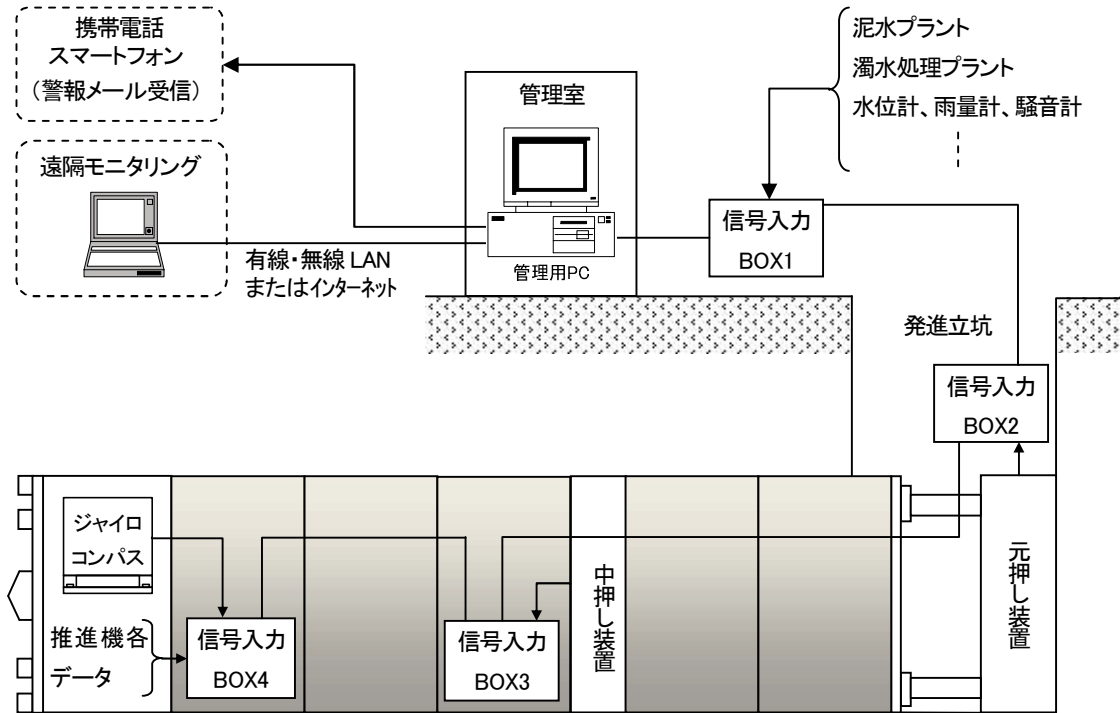 携帯電話
スマートフォン
（警報メール受信）
遠隔モニタリング
有線・無線 LAN
またはインターネット
管理室
管理用PC
泥水プラント
濁水処理プラント
水位計、雨量計、騒音計
信号入力
BOX1
発進立坑
信号入力
BOX2
ジャイロ
コンパス
推進機各
データ
信号入力
BOX4
信号入力
BOX3
中押し装置
元押し装置